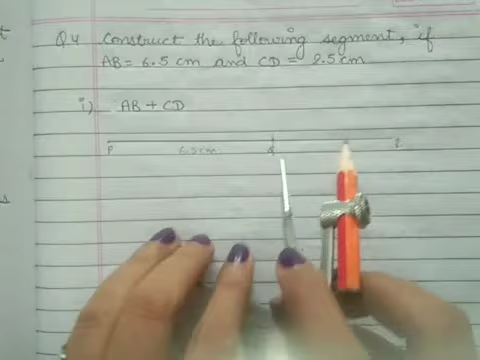 Q4 Construct the following segment, if
AB = 6.5 cm and CD = 2.5 cm
i) AB + CD
P 6.5 cm Q l